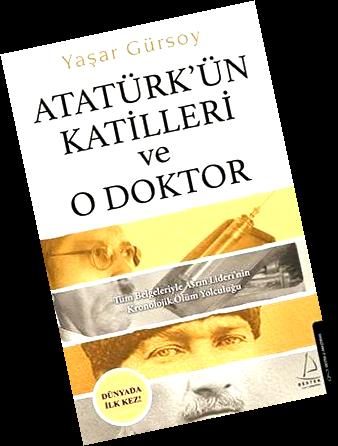 Yaşar Gürsoy
ATATÜRK'ÜN
KATİLLERİ
ve
O DOKTOR
Tüm Belgeleriyle Asrın Lideri'nin
Kronolojik Ölüm Yolculuğu
DÜNYADA
İLK KEZ!
DESTEK